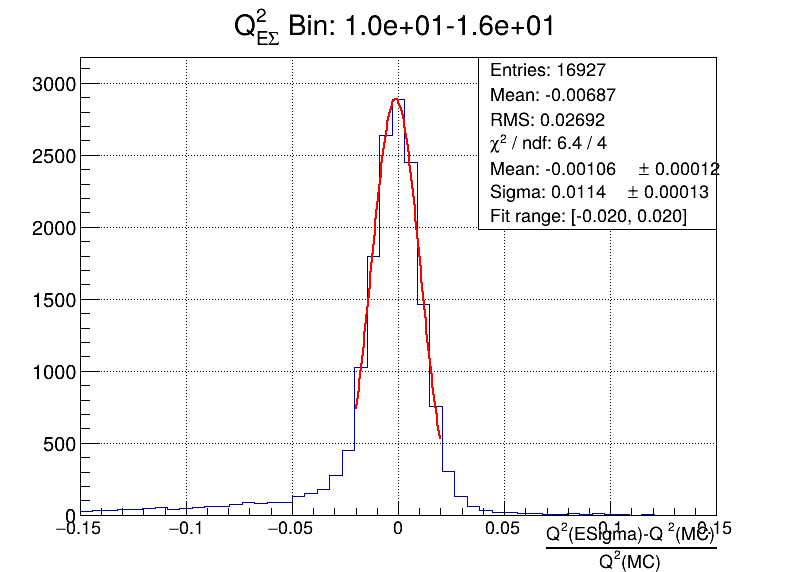 Q²EΣ Bin: 1.0e+01-1.6e+01
Entries: 16927
Mean: -0.00687
RMS: 0.02692
χ² / ndf: 6.4 / 4
Mean: -0.00106 ± 0.00012
Sigma: 0.0114 ± 0.00013
Fit range: [-0.020, 0.020]
3000
2500
2000
1500
1000
500
0
−0.15 −0.1 −0.05 0 0.05 0.1 0.15
Q²(ESigma)-Q²(MC)
Q²(MC)